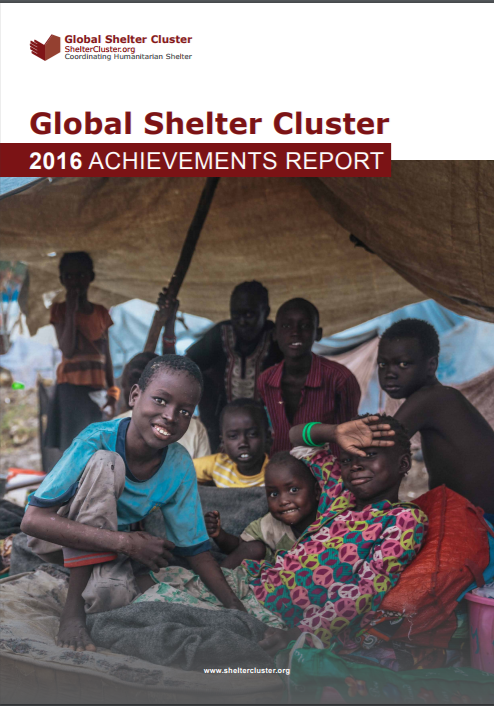 Global Shelter Cluster
ShelterCluster.org
Coordinating Humanitarian Shelter
Global Shelter Cluster
2016 ACHIEVEMENTS REPORT
www.sheltercluster.org